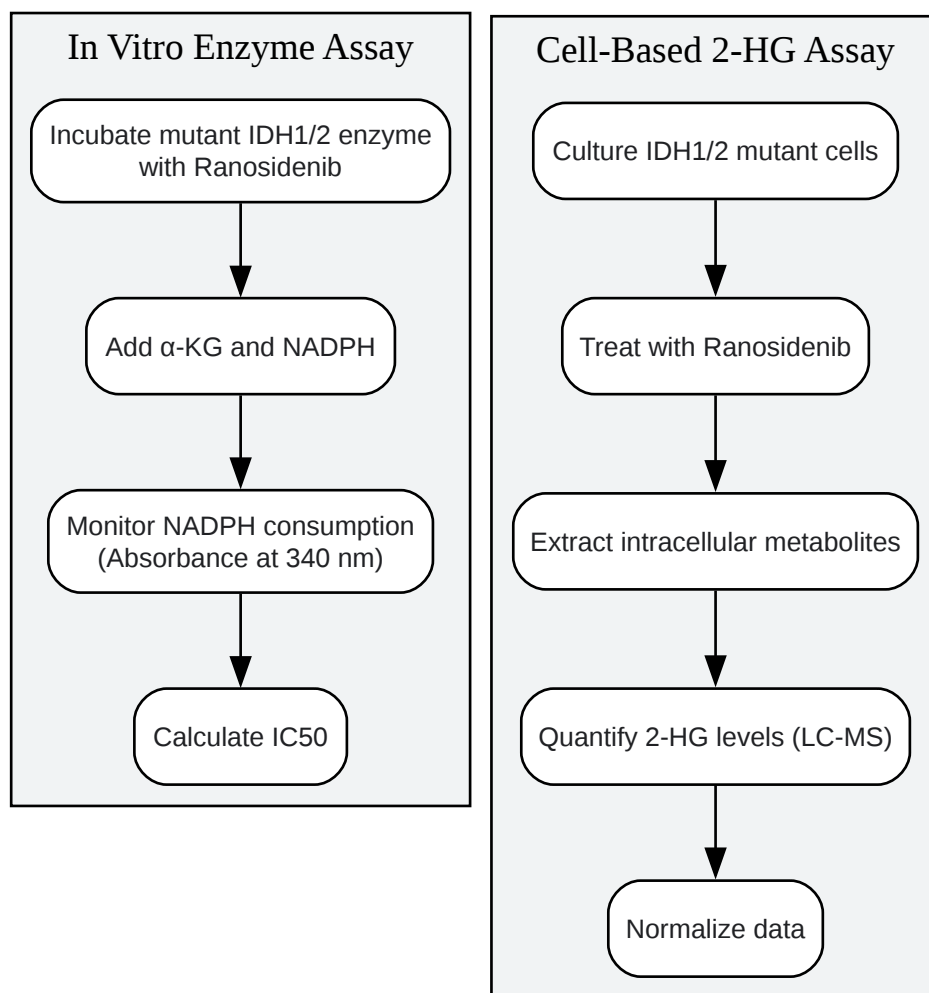 In Vitro Enzyme Assay
Incubate mutant IDH1/2 enzyme
with Ranosidenib
Add α-KG and NADPH
Monitor NADPH consumption
(Absorbance at 340 nm)
Calculate IC50
Cell-Based 2-HG Assay
Culture IDH1/2 mutant cells
Treat with Ranosidenib
Extract intracellular metabolites
Quantify 2-HG levels (LC-MS)
Normalize data